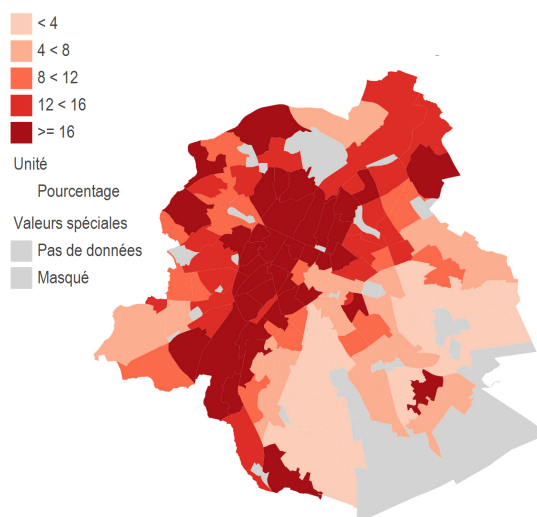 < 4
4 < 8
8 < 12
12 < 16
>= 16
Unité
Pourcentage
Valeurs spéciales
Pas de données
Masqué